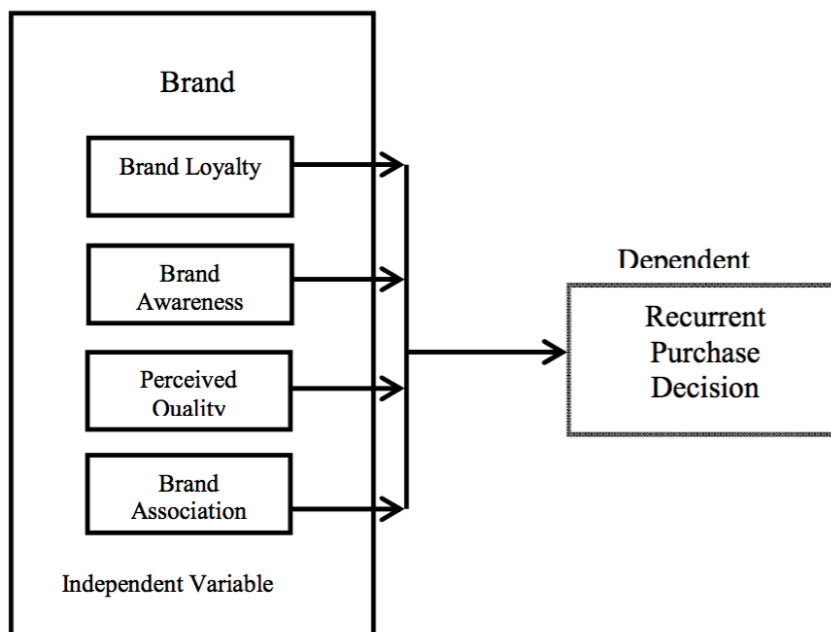 Brand
Brand Loyalty
Brand
Awareness
Perceived
Quality
Brand
Association
Independent Variable
Dependent
Recurrent
Purchase
Decision